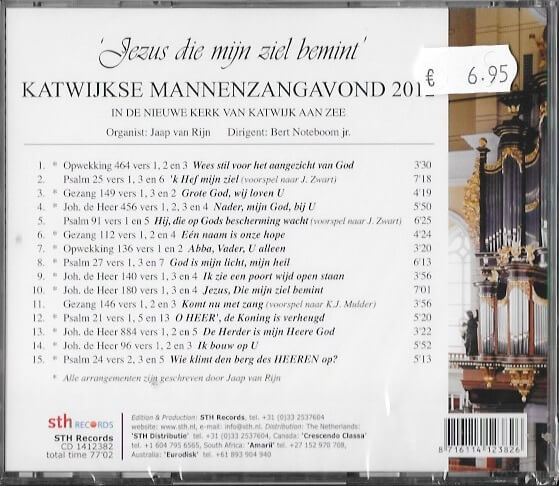 'Jezus die mijn ziel bemint'
€ 6.95
KATWIJKSE MANNENZANGAVOND 2012
IN DE NIEUWE KERK VAN KATWIJK AAN ZEE
Organist: Jaap van Rijn Dirigent: Bert Noteboom jr.
1. * Opwekking 464 vers 1, 2 en 3 Wees stil voor het aangezicht van God 3'30
2. Psalm 25 vers 1, 3 en 6 'k Hef mijn ziel (voorspel naar J. Zwart) 7'18
3. * Gezang 149 vers 1, 3 en 2 Grote God, wij loven U 4'19
4. * Joh. de Heer 456 vers 1, 2, 3 en 4 Nader, mijn God, bij U 5'50
5. Psalm 91 vers 1 en 5 Hij, die op Gods bescherming wacht (voorspel naar J. Zwart) 6'25
6. * Gezang 112 vers 1, 2 en 4 Eén naam is onze hope 4'24
7. * Opwekking 136 vers 1 en 2 Abba, Vader, U alleen 3'20
8. * Psalm 27 vers 1, 3 en 7 God is mijn licht, mijn heil 6'13
9. * Joh. de Heer 140 vers 1, 3 en 4 Ik zie een poort wijd open staan 3'56
10. * Joh. de Heer 180 vers 1, 3 en 4 Jezus, Die mijn ziel bemint 7'01
11. Gezang 146 vers 1, 2 en 3 Komt nu met zang (voorspel naar K.J. Mulder) 3'56
12. * Psalm 21 vers 1, 5 en 13 O HEER', de Koning is verheugd 5'20
13. * Joh. de Heer 884 vers 1, 2 en 5 De Herder is mijn Heere God 3'22
14. * Joh. de Heer 96 vers 1, 2 en 3 Ik bouw op U 5'52
15. * Psalm 24 vers 2, 3 en 5 Wie klimt den berg des HEEREN op? 5'13
* Alle arrangementen zijn geschreven door Jaap van Rijn
sth RECORDS
STH Records
CD 1412382
total time 77'02
Edition & Production: STH Records, tel. +31 (0)33 2537604
website: www.sth.nl, e-mail: info@sth.nl. Distribution: The Netherlands:
'STH Distributie' tel. +31 (0)33 2537604, Canada: 'Crescendo Classa'
tel. +1 604 795 6565, South Africa: 'Amaril' tel. +27 152 970 708,
Australia: 'Eurodisk' tel. +61 893 904 940
8716114123826